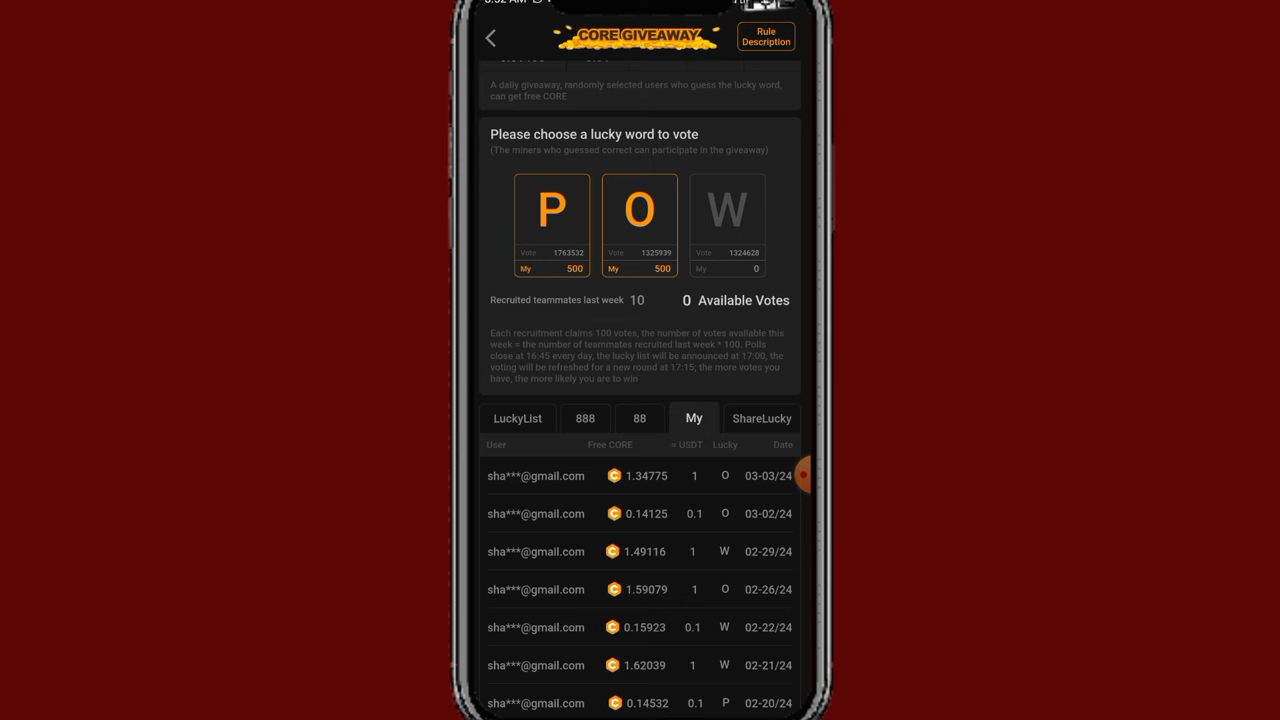 CORE GIVEAWAY
Rule
Description
A daily giveaway, randomly selected users who guess the lucky word,
can get free CORE
Please choose a lucky word to vote
(The miners who guessed correct can participate in the giveaway)
P O W
Vote 1763532 Vote 1325939 Vote 1324628
My 500 My 500 My 0
Recruited teammates last week 10 0 Available Votes
Each recruitment claims 100 votes, the number of votes available this
week = the number of teammates recruited last week * 100. Polls
close at 16:45 every day, the lucky list will be announced at 17:00, the
voting will be refreshed for a new round at 17:15; the more votes you
have, the more likely you are to win
LuckyList 888 88 My ShareLucky
User Free CORE ≈ USDT Lucky Date
sha***@gmail.com 1.34775 1 O 03-03/24
sha***@gmail.com 0.14125 0.1 O 03-02/24
sha***@gmail.com 1.49116 1 W 02-29/24
sha***@gmail.com 1.59079 1 O 02-26/24
sha***@gmail.com 0.15923 0.1 W 02-22/24
sha***@gmail.com 1.62039 1 W 02-21/24
sha***@gmail.com 0.14532 0.1 P 02-20/24